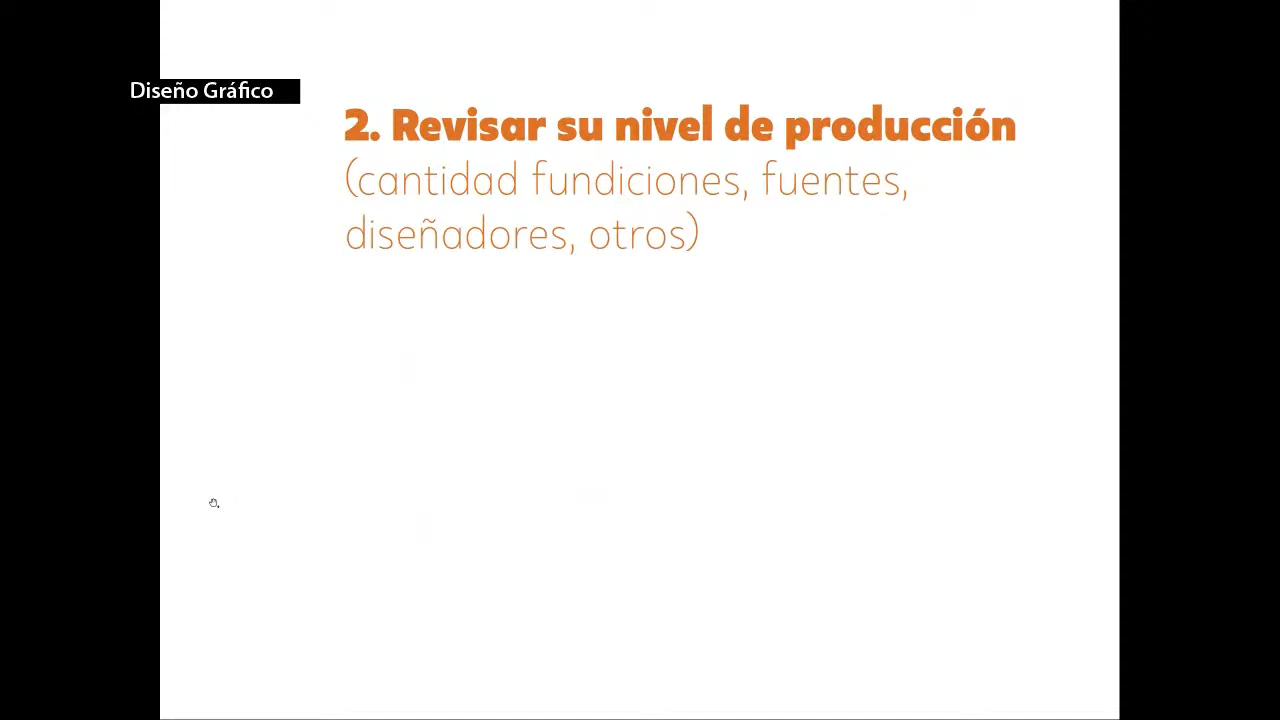 Diseño Gráfico
2. Revisar su nivel de producción
(cantidad fundiciones, fuentes,
diseñadores, otros)